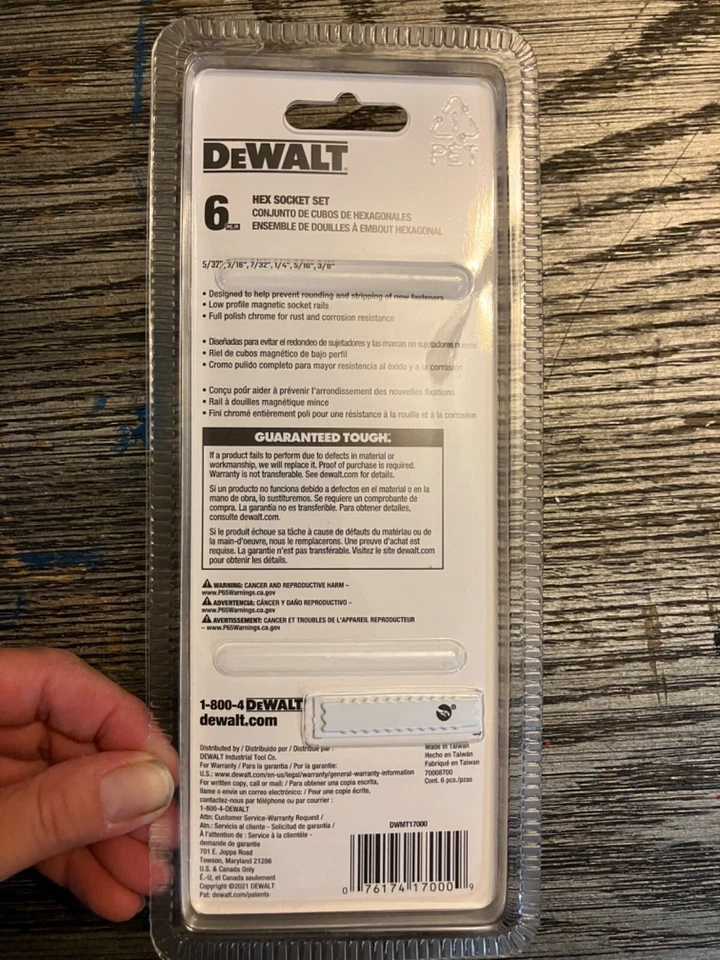 PET
DEWALT
6 PC/PZ
HEX SOCKET SET
CONJUNTO DE CUBOS DE HEXAGONALES
ENSEMBLE DE DOUILLES À EMBOUT HEXAGONAL
5/32", 3/16", 7/32", 1/4", 5/16", 3/8"
• Designed to help prevent rounding and stripping of new fasteners
• Low profile magnetic socket rails
• Full polish chrome for rust and corrosion resistance
• Diseñadas para evitar el redondeo de sujetadores y las marcas en sujetadores nuevos
• Riel de cubos magnético de bajo perfil
• Cromo pulido completo para mayor resistencia al óxido y a la corrosión
• Conçu pour aider à prévenir l'arrondissement des nouvelles fixations
• Rail à douilles magnétique mince
• Fini chromé entièrement poli pour une résistance à la rouille et à la corrosion
GUARANTEED TOUGH.
If a product fails to perform due to defects in material or
workmanship, we will replace it. Proof of purchase is required.
Warranty is not transferable. See dewalt.com for details.
Si un producto no funciona debido a defectos en el material o en la
mano de obra, lo sustituremos. Se requiere un comprobante de
compra. La garantía no es transferible. Para obtener detalles,
consulte dewalt.com.
Si le produit échoue sa tâche à cause de défauts du matériau ou de
la main-d'oeuvre, nous le remplacerons. Une preuve d'achat est
requise. La garantie n'est pas transférable. Visitez le site dewalt.com
pour obtenir les détails.
WARNING: CANCER AND REPRODUCTIVE HARM –
www.P65Warnings.ca.gov
ADVERTENCIA: CÁNCER Y DAÑO REPRODUCTIVO –
www.P65Warnings.ca.gov
AVERTISSEMENT: CANCER ET TROUBLES DE L'APPAREIL REPRODUCTEUR
– www.P65Warnings.ca.gov
1-800-4 DEWALT
dewalt.com
Distributed by / Distribuido por / Distribué par :
DEWALT Industrial Tool Co.
For Warranty / Para la garantía / Por la garantie:
U.S.: www.dewalt.com/en-us/legal/warranty/general-warranty-information
For written copy, call or mail: / Para obtener una copia escrita,
llame o envíe un correo electrónico: / Pour une copie écrite,
contactez-nous par téléphone ou par courrier :
1-800-4-DEWALT
Attn: Customer Service-Warranty Request /
Atn.: Servicio al cliente - Solicitud de garantía /
À l'attention de : Service à la clientèle -
demande de garantie
701 E. Joppa Road
Towson, Maryland 21286
U.S. & Canada Only
É.-U. et Canada seulement
Copyright ©2021 DEWALT
Pat: dewalt.com/patents
Made in Taiwan
Hecho en Taiwán
Fabriqué en Taiwan
70008700
Cont. 6 pcs./pzas
DWMT17000
0 76174 17000 9